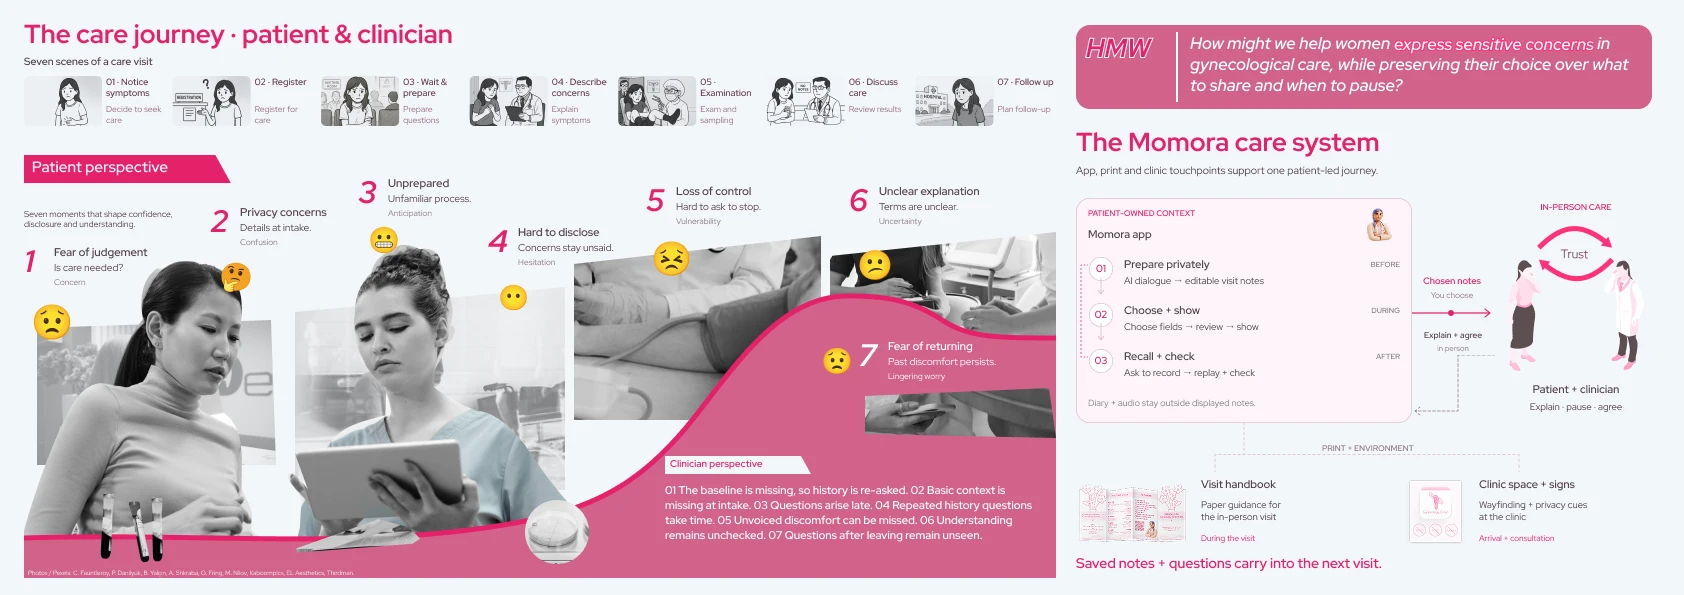 The care journey · patient & clinician
Seven scenes of a care visit
01 · Notice
symptoms
Decide to seek
care
02 · Register
Register for
care
03 · Wait &
prepare
Prepare
questions
04 · Describe
concerns
Explain
symptoms
05 ·
Examination
Exam and
sampling
06 · Discuss
care
Review results
07 · Follow up
Plan follow-up
REGISTRATION
HOSPITAL
Patient perspective
Seven moments that shape confidence,
disclosure and understanding.
1 Fear of judgement
Is care needed?
Concern
2 Privacy concerns
Details at intake.
Confusion
3 Unprepared
Unfamiliar process.
Anticipation
4 Hard to disclose
Concerns stay unsaid.
Hesitation
5 Loss of control
Hard to ask to stop.
Vulnerability
6 Unclear explanation
Terms are unclear.
Uncertainty
7 Fear of returning
Past discomfort persists.
Lingering worry
Clinician perspective
01 The baseline is missing, so history is re-asked. 02 Basic context is
missing at intake. 03 Questions arise late. 04 Repeated history questions
take time. 05 Unvoiced discomfort can be missed. 06 Understanding
remains unchecked. 07 Questions after leaving remain unseen.
Photos / Pexels: C. Fauntleroy, P. Danilyuk, B. Yalçın, A. Shkraba, G. Fring, M. Nilov, Kaboompics, EL Aesthetics, Thirdman.
HMW
How might we help women express sensitive concerns in
gynecological care, while preserving their choice over what
to share and when to pause?
The Momora care system
App, print and clinic touchpoints support one patient-led journey.
PATIENT-OWNED CONTEXT
Momora app
01 Prepare privately BEFORE
AI dialogue → editable visit notes
02 Choose + show DURING
Choose fields → review → show
03 Recall + check AFTER
Ask to record → replay + check
Diary + audio stay outside displayed notes.
Chosen notes
You choose
Explain + agree
in person
IN-PERSON CARE
Trust
Patient + clinician
Explain · pause · agree
PRINT + ENVIRONMENT
Visit handbook
Paper guidance for
the in-person visit
During the visit
Clinic space + signs
Wayfinding + privacy cues
at the clinic
Arrival + consultation
Saved notes + questions carry into the next visit.